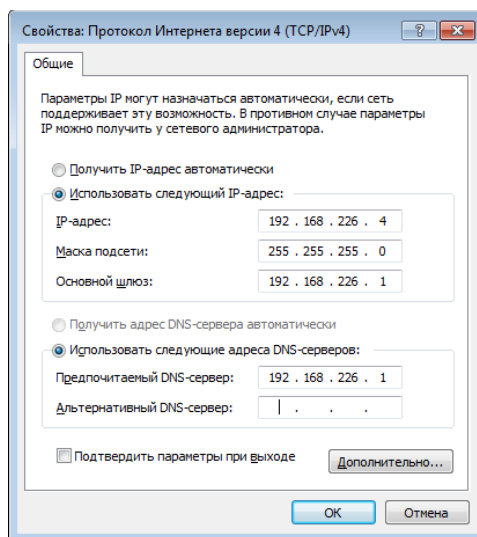 Свойства: Протокол Интернета версии 4 (TCP/IPv4)
Общие
Параметры IP могут назначаться автоматически, если сеть
поддерживает эту возможность. В противном случае параметры
IP можно получить у сетевого администратора.
Получить IP-адрес автоматически
Использовать следующий IP-адрес:
IP-адрес: 192 . 168 . 226 . 4
Маска подсети: 255 . 255 . 255 . 0
Основной шлюз: 192 . 168 . 226 . 1
Получить адрес DNS-сервера автоматически
Использовать следующие адреса DNS-серверов:
Предпочитаемый DNS-сервер: 192 . 168 . 226 . 1
Альтернативный DNS-сервер: . . .
Подтвердить параметры при выходе
Дополнительно...
ОК Отмена